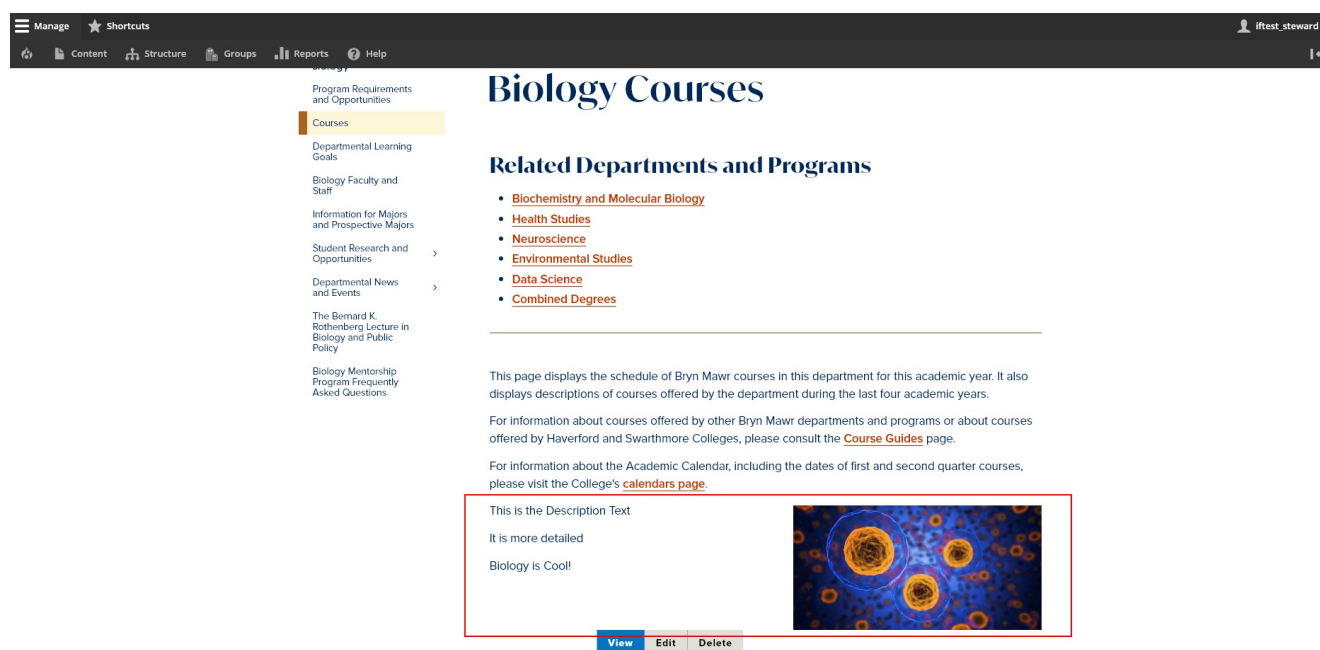 Manage Shortcuts iftest_steward
Content Structure Groups Reports Help
Biology
Program Requirements
and Opportunities
Courses
Departmental Learning
Goals
Biology Faculty and
Staff
Information for Majors
and Prospective Majors
Student Research and
Opportunities
Departmental News
and Events
The Bernard K.
Rothenberg Lecture in
Biology and Public
Policy
Biology Mentorship
Program Frequently
Asked Questions
Biology Courses
Related Departments and Programs
Biochemistry and Molecular Biology
Health Studies
Neuroscience
Environmental Studies
Data Science
Combined Degrees
This page displays the schedule of Bryn Mawr courses in this department for this academic year. It also
displays descriptions of courses offered by the department during the last four academic years.
For information about courses offered by other Bryn Mawr departments and programs or about courses
offered by Haverford and Swarthmore Colleges, please consult the Course Guides page.
For information about the Academic Calendar, including the dates of first and second quarter courses,
please visit the College's calendars page.
This is the Description Text
It is more detailed
Biology is Cool!
View Edit Delete